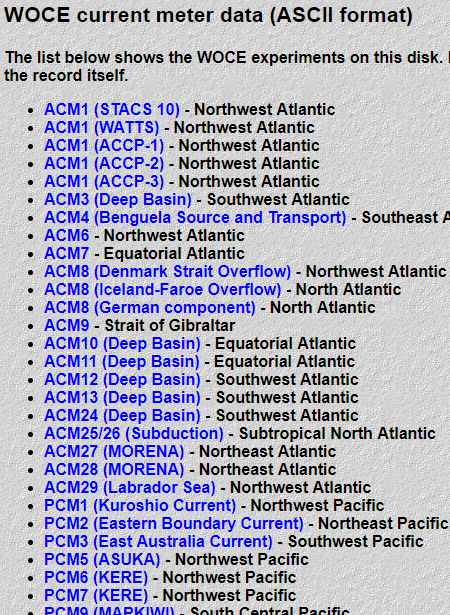 WOCE current meter data (ASCII format)
The list below shows the WOCE experiments on this disk.
the record itself.
ACM1 (STACS 10) - Northwest Atlantic
ACM1 (WATTS) - Northwest Atlantic
ACM1 (ACCP-1) - Northwest Atlantic
ACM1 (ACCP-2) - Northwest Atlantic
ACM1 (ACCP-3) - Northwest Atlantic
ACM3 (Deep Basin) - Southwest Atlantic
ACM4 (Benguela Source and Transport) - Southeast A
ACM6 - Northwest Atlantic
ACM7 - Equatorial Atlantic
ACM8 (Denmark Strait Overflow) - Northwest Atlantic
ACM8 (Iceland-Faroe Overflow) - North Atlantic
ACM8 (German component) - North Atlantic
ACM9 - Strait of Gibraltar
ACM10 (Deep Basin) - Equatorial Atlantic
ACM11 (Deep Basin) - Equatorial Atlantic
ACM12 (Deep Basin) - Southwest Atlantic
ACM13 (Deep Basin) - Southwest Atlantic
ACM24 (Deep Basin) - Southwest Atlantic
ACM25/26 (Subduction) - Subtropical North Atlantic
ACM27 (MORENA) - Northeast Atlantic
ACM28 (MORENA) - Northeast Atlantic
ACM29 (Labrador Sea) - Northwest Atlantic
PCM1 (Kuroshio Current) - Northwest Pacific
PCM2 (Eastern Boundary Current) - Northeast Pacific
PCM3 (East Australia Current) - Southwest Pacific
PCM5 (ASUKA) - Northwest Pacific
PCM6 (KERE) - Northwest Pacific
PCM7 (KERE) - Northwest Pacific
PCM9 (MAPKIWI) - South Central Pacific